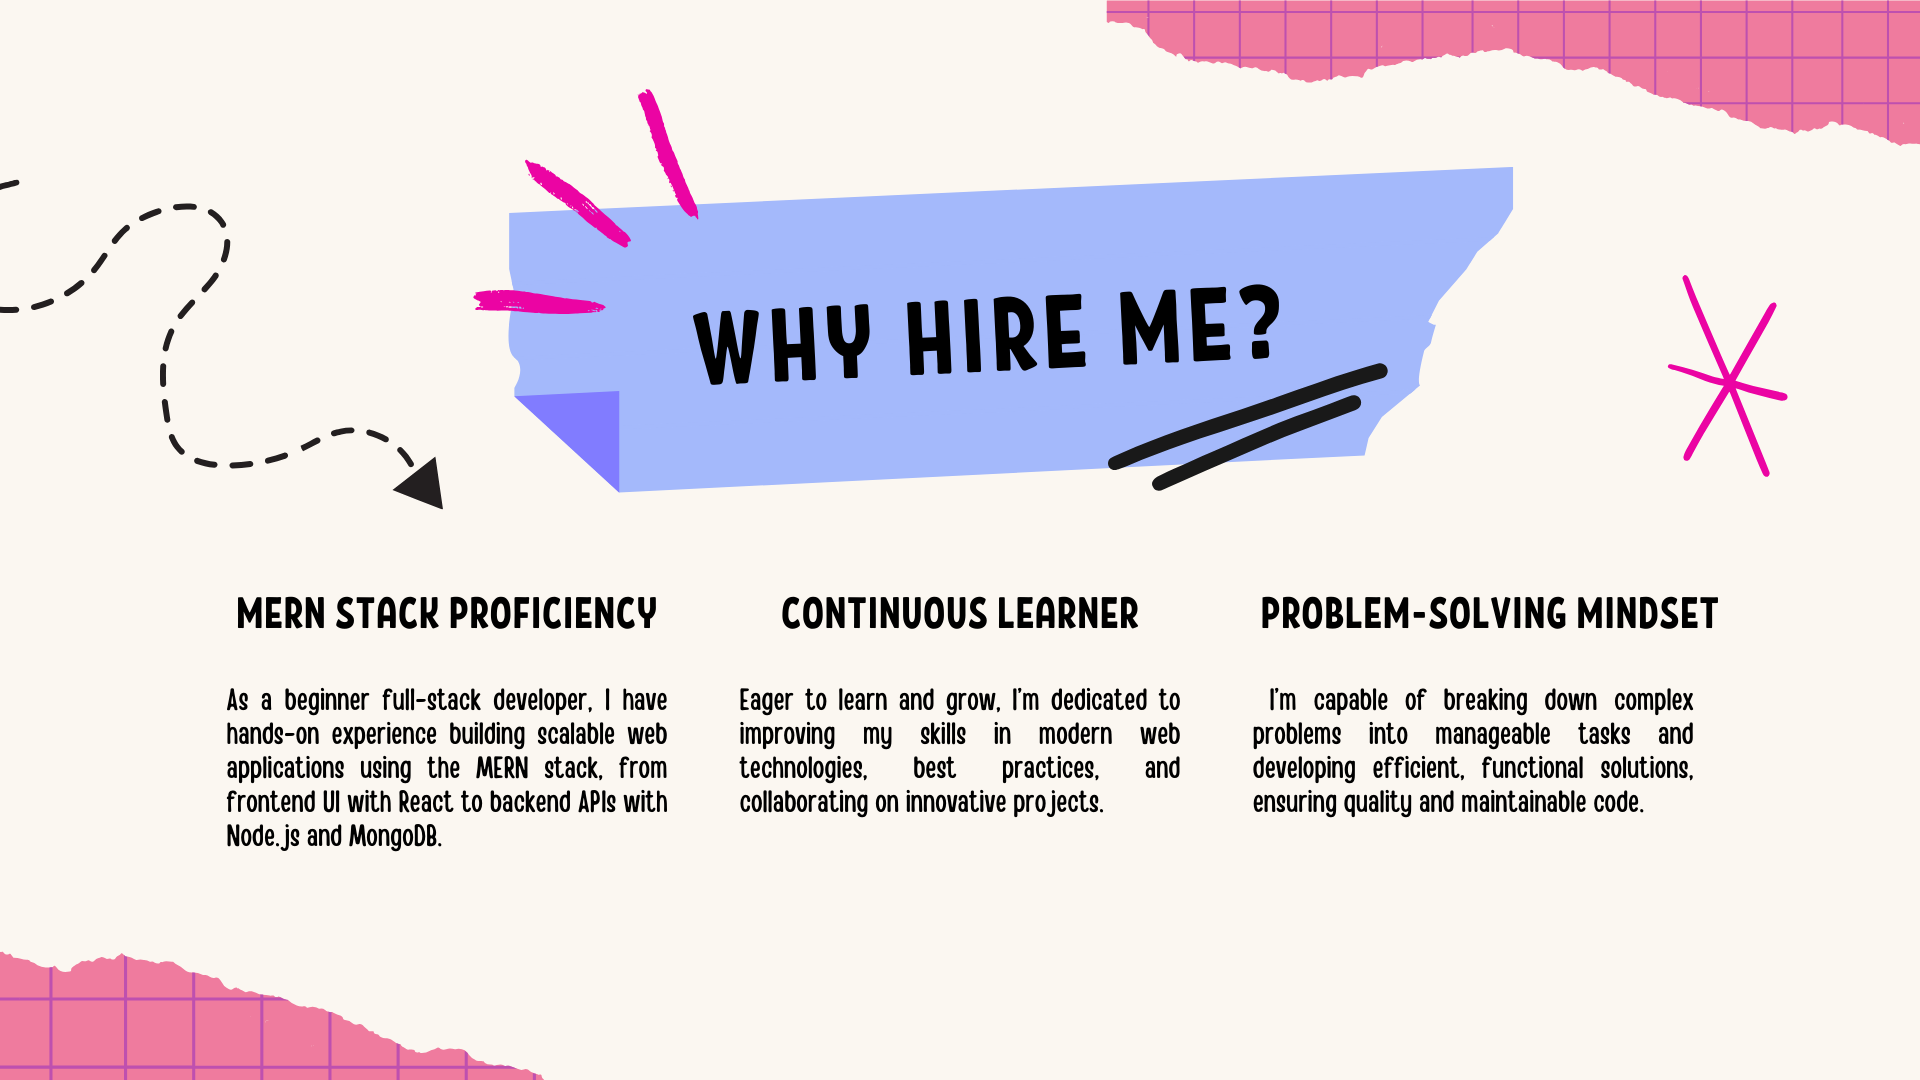 WHY HIRE ME?
MERN STACK PROFICIENCY
As a beginner full-stack developer, I have
hands-on experience building scalable web
applications using the MERN stack, from
frontend UI with React to backend APIs with
Node.js and MongoDB.
CONTINUOUS LEARNER
Eager to learn and grow, I'm dedicated to
improving my skills in modern web
technologies, best practices, and
collaborating on innovative projects.
PROBLEM-SOLVING MINDSET
I'm capable of breaking down complex
problems into manageable tasks and
developing efficient, functional solutions,
ensuring quality and maintainable code.